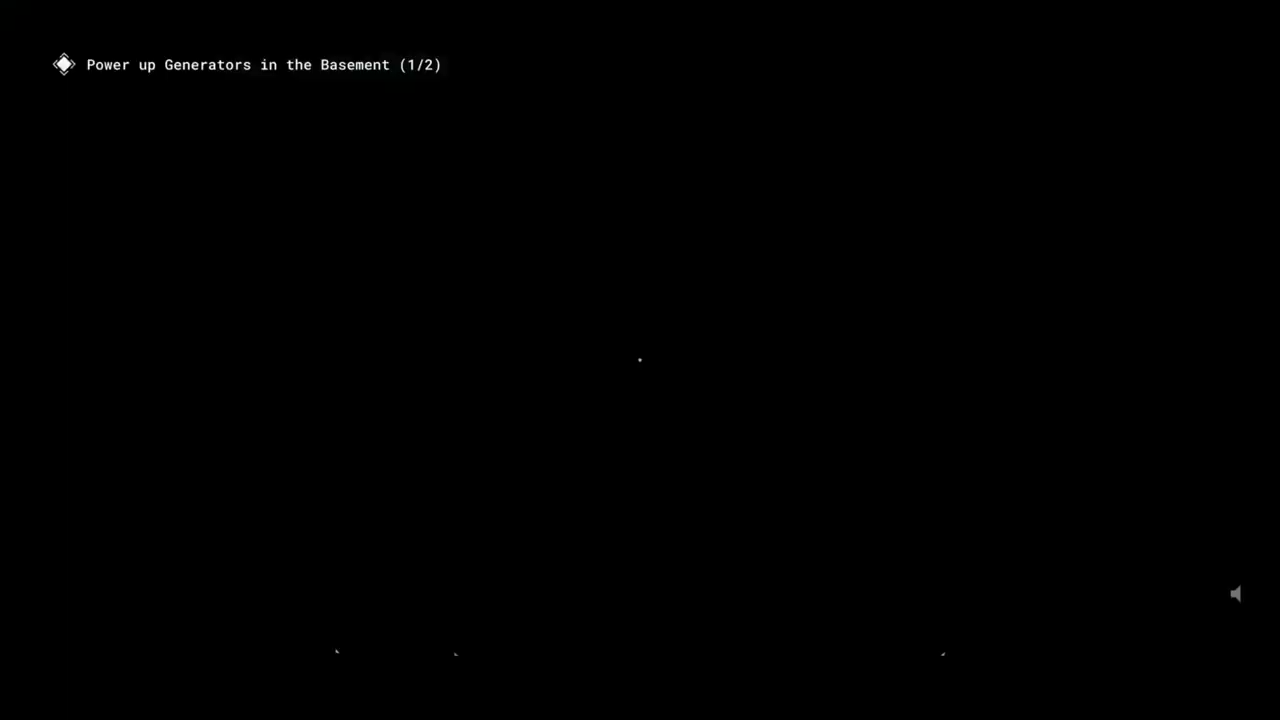 Power up Generators in the Basement (1/2)